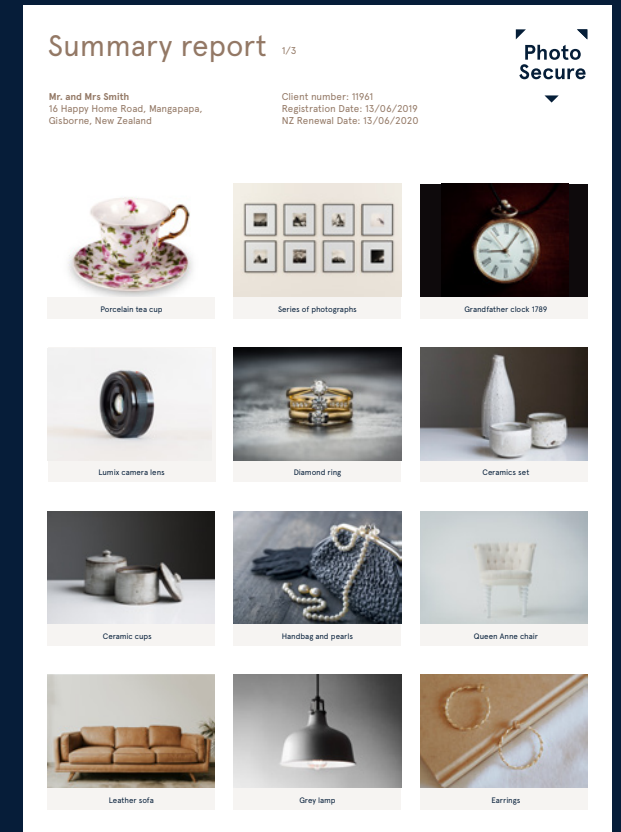 Summary report 1/3
Photo
Secure
Mr. and Mrs Smith
16 Happy Home Road, Mangapapa,
Gisborne, New Zealand
Client number: 11961
Registration Date: 13/06/2019
NZ Renewal Date: 13/06/2020
Porcelain tea cup
Series of photographs
Grandfather clock 1789
Lumix camera lens
Diamond ring
Ceramics set
Ceramic cups
Handbag and pearls
Queen Anne chair
Leather sofa
Grey lamp
Earrings